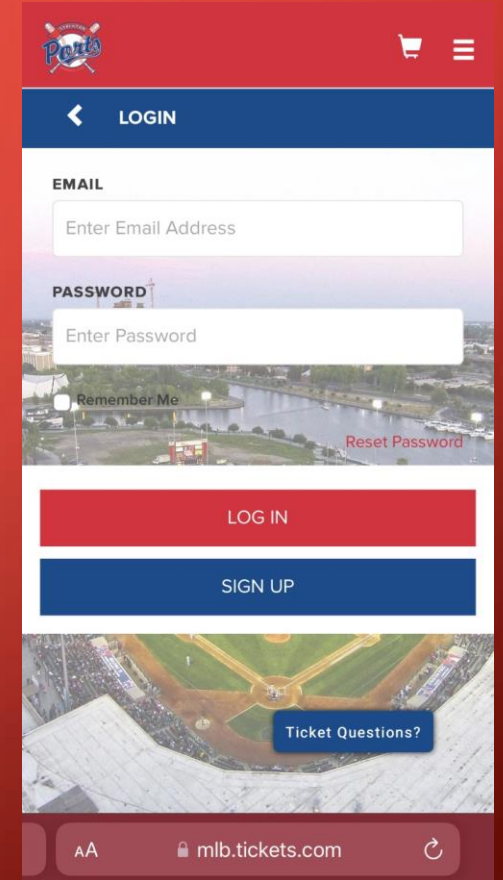 STOCKTON
Ports
LOGIN
EMAIL
Enter Email Address
PASSWORD
Enter Password
Remember Me
Reset Password
LOG IN
SIGN UP
Ticket Questions?
AA mlb.tickets.com